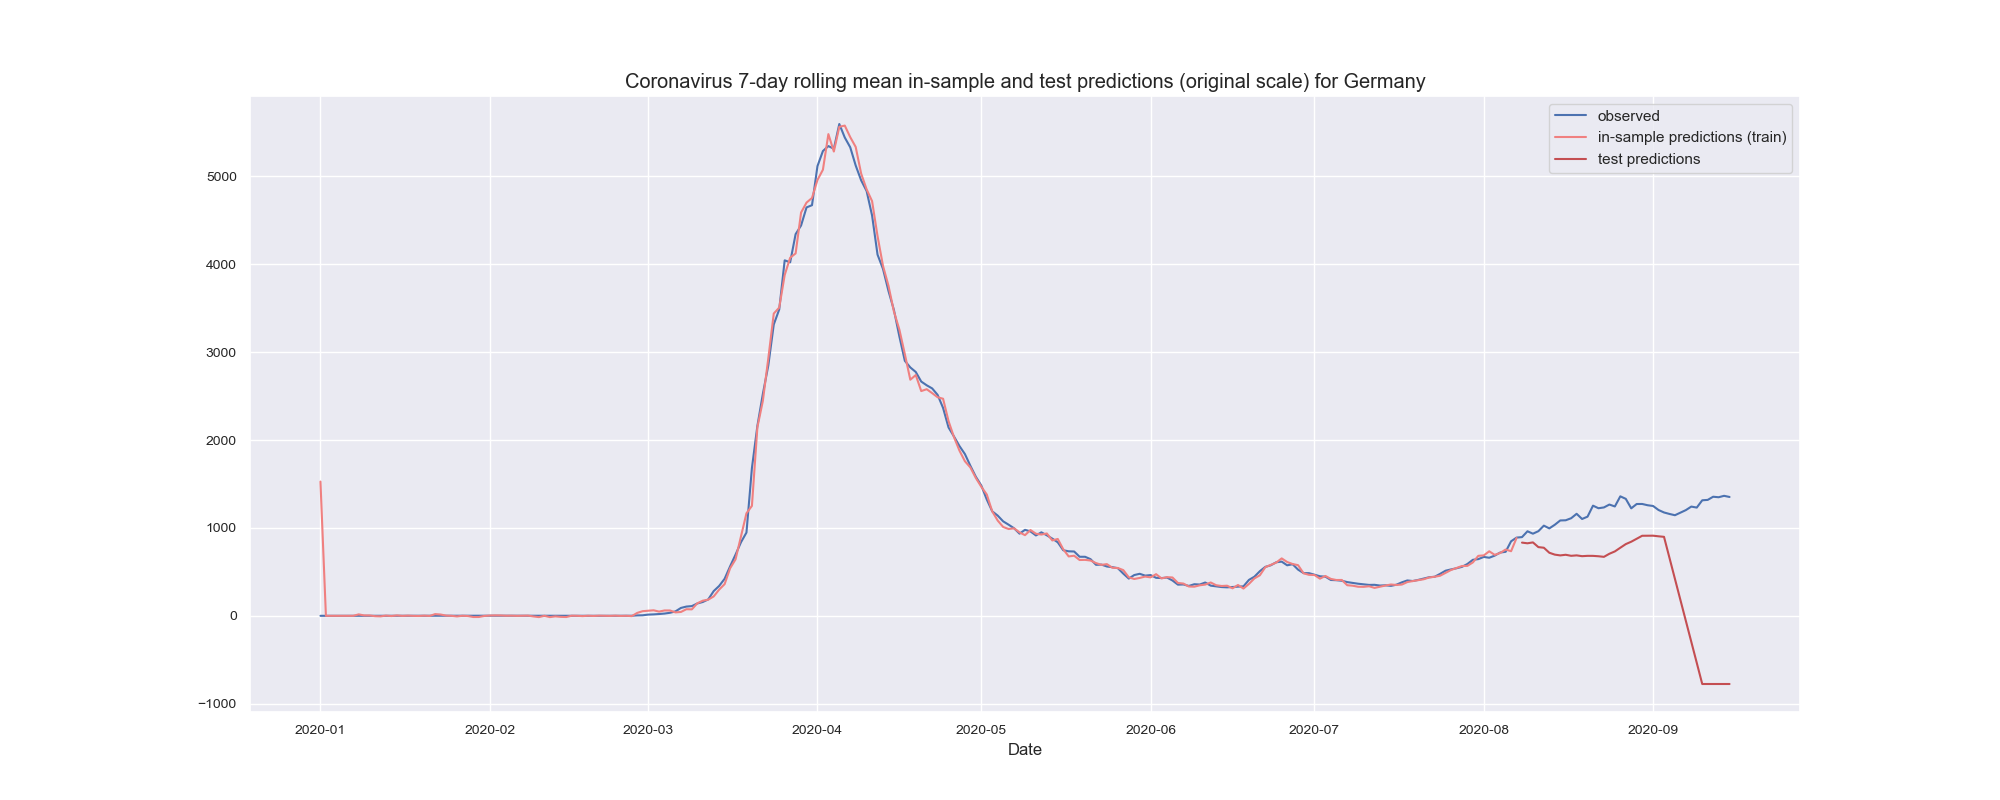 Coronavirus 7-day rolling mean in-sample and test predictions (original scale) for Germany
observed
in-sample predictions (train)
test predictions
5000
4000
3000
2000
1000
0
−1000
2020-01 2020-02 2020-03 2020-04 2020-05 2020-06 2020-07 2020-08 2020-09
Date